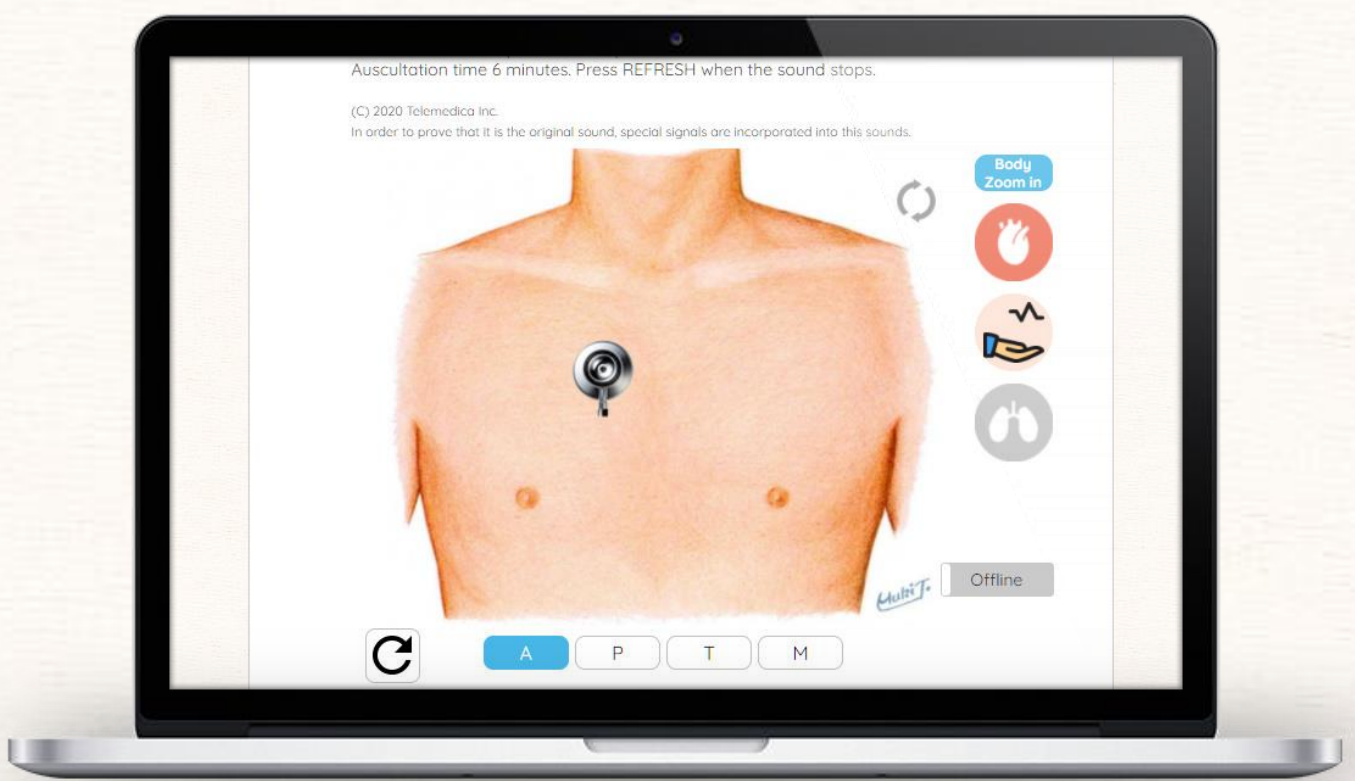 Auscultation time 6 minutes. Press REFRESH when the sound stops.
(C) 2020 Telemedica Inc.
In order to prove that it is the original sound, special signals are incorporated into this sounds.
Body
Zoom in
Offline
A P T M